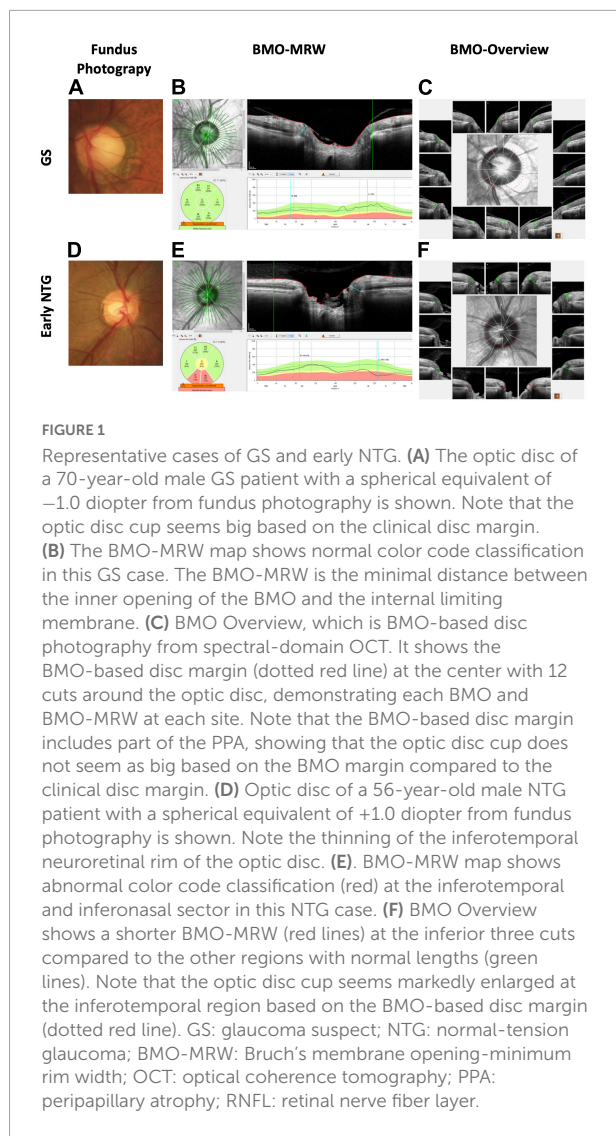 Fundus
Photograpy
BMO-MRW
BMO-Overview
A
B
C
GS
D
E
F
Early NTG
FIGURE 1
Representative cases of GS and early NTG. (A) The optic disc of
a 70-year-old male GS patient with a spherical equivalent of
−1.0 diopter from fundus photography is shown. Note that the
optic disc cup seems big based on the clinical disc margin.
(B) The BMO-MRW map shows normal color code classification
in this GS case. The BMO-MRW is the minimal distance between
the inner opening of the BMO and the internal limiting
membrane. (C) BMO Overview, which is BMO-based disc
photography from spectral-domain OCT. It shows the
BMO-based disc margin (dotted red line) at the center with 12
cuts around the optic disc, demonstrating each BMO and
BMO-MRW at each site. Note that the BMO-based disc margin
includes part of the PPA, showing that the optic disc cup does
not seem as big based on the BMO margin compared to the
clinical disc margin. (D) Optic disc of a 56-year-old male NTG
patient with a spherical equivalent of +1.0 diopter from fundus
photography is shown. Note the thinning of the inferotemporal
neuroretinal rim of the optic disc. (E). BMO-MRW map shows
abnormal color code classification (red) at the inferotemporal
and inferonasal sector in this NTG case. (F) BMO Overview
shows a shorter BMO-MRW (red lines) at the inferior three cuts
compared to the other regions with normal lengths (green
lines). Note that the optic disc cup seems markedly enlarged at
the inferotemporal region based on the BMO-based disc margin
(dotted red line). GS: glaucoma suspect; NTG: normal-tension
glaucoma; BMO-MRW: Bruch's membrane opening-minimum
rim width; OCT: optical coherence tomography; PPA:
peripapillary atrophy; RNFL: retinal nerve fiber layer.